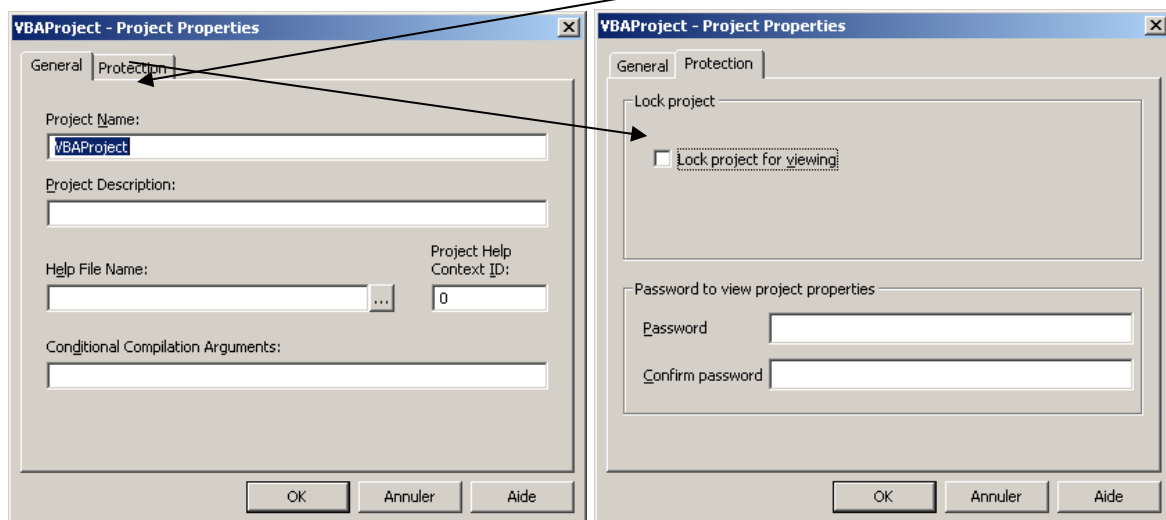 VBAProject - Project Properties
General Protection
Project Name:
VBAProject
Project Description:
Help File Name:
Project Help
Context ID:
...
0
Conditional Compilation Arguments:
OK Annuler Aide
VBAProject - Project Properties
General Protection
Lock project
Lock project for viewing
Password to view project properties
Password
Confirm password
OK Annuler Aide